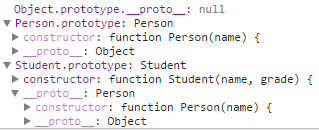 Object.prototype.__proto__: null
▼ Person.prototype: Person
▶ constructor: function Person(name) {
▶ __proto__: Object
▼ Student.prototype: Student
▶ constructor: function Student(name, grade) {
▼ __proto__: Person
▶ constructor: function Person(name) {
▶ __proto__: Object